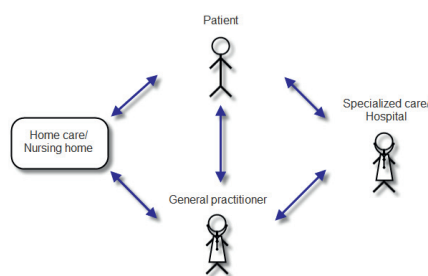 Patient
Specialized care/
Hospital
Home care/
Nursing home
General practitioner